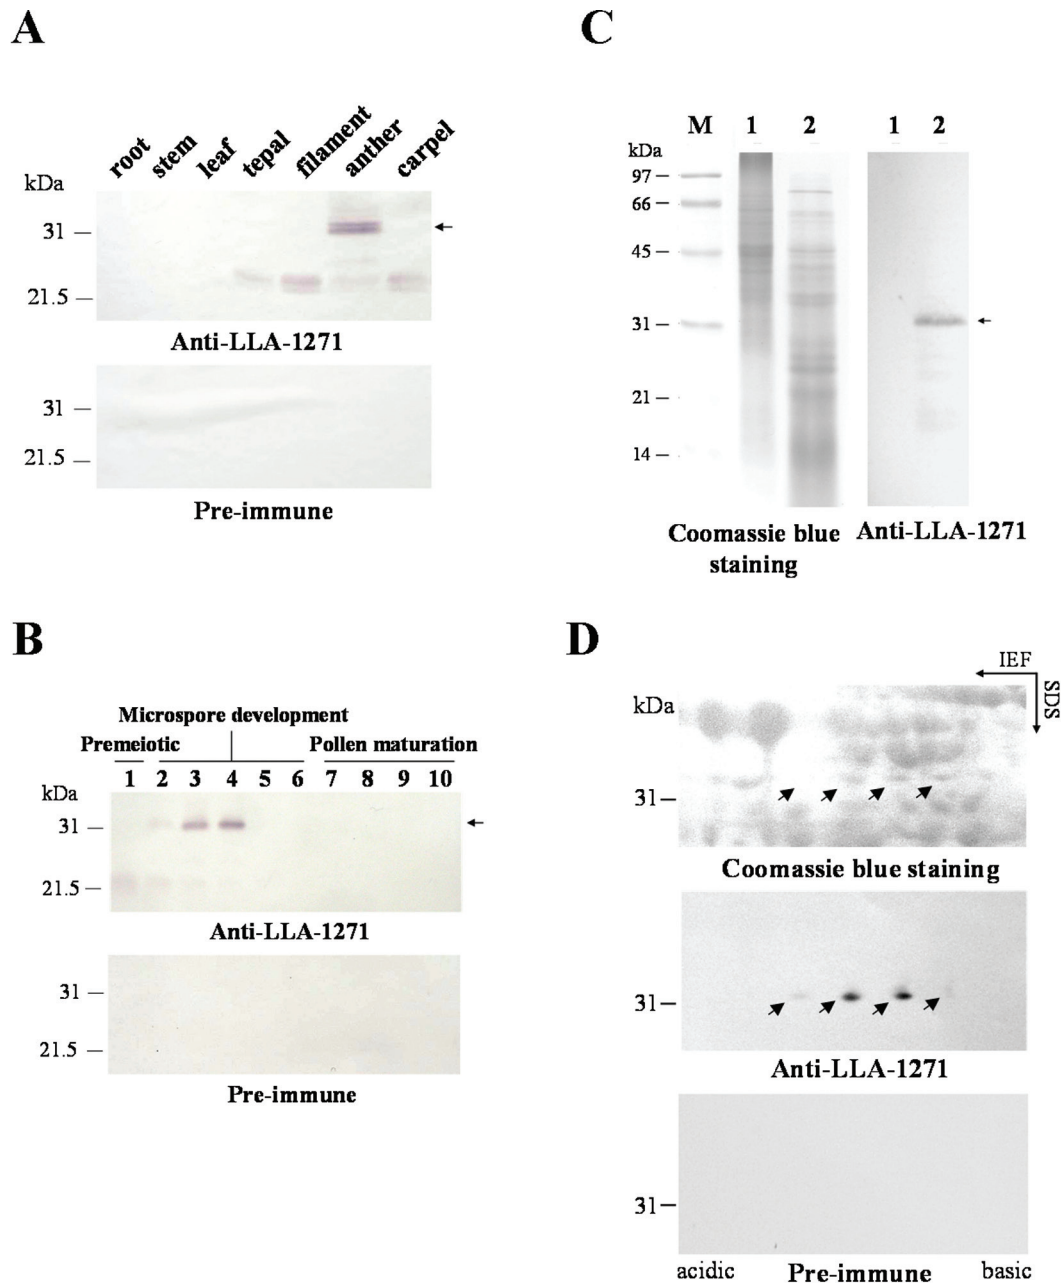 A
root stem leaf tepal filament anther carpel
kDa
31
21.5
Anti-LLA-1271
31
21.5
Pre-immune
B
Microspore development
Premeiotic Pollen maturation
1 2 3 4 5 6 7 8 9 10
kDa
31
21.5
Anti-LLA-1271
31
21.5
Pre-immune
C
M 1 2 1 2
kDa
97
66
45
31
21
14
Coomassie blue staining
Anti-LLA-1271
D
IEF
SDS
kDa
31
Coomassie blue staining
31
Anti-LLA-1271
31
acidic Pre-immune basic